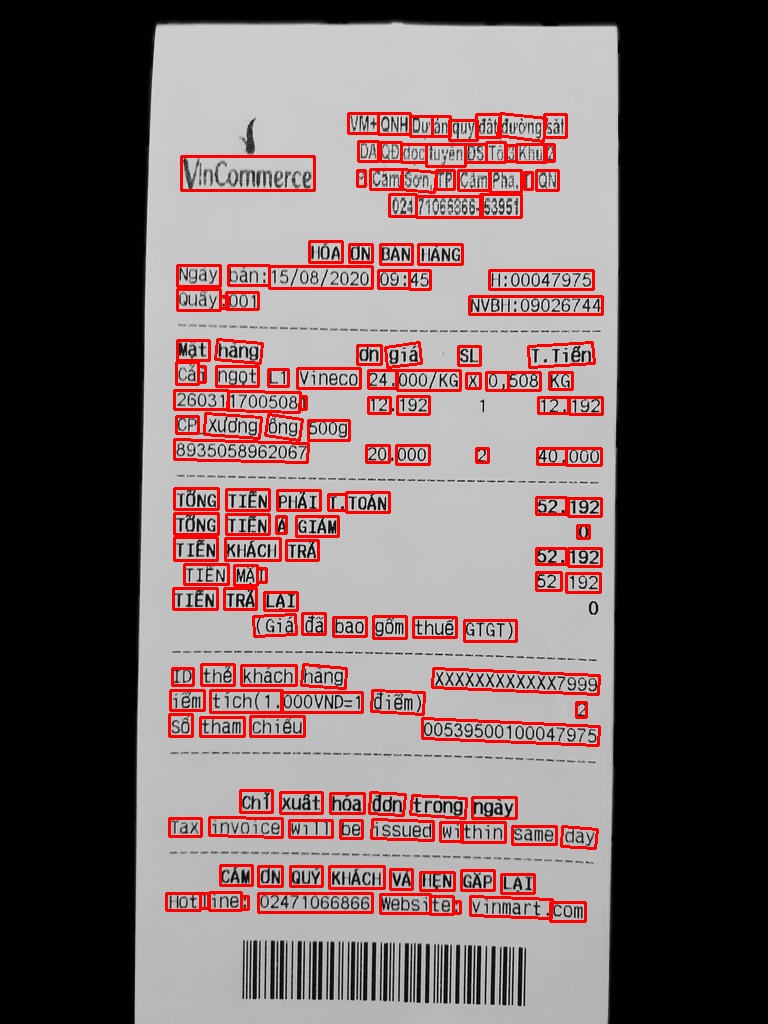 VinCommerce
VM+ QNH Dự án quy đất đường sắt
DA QĐ dọc tuyến ĐS Tổ Khu
Cẩm Sơn, TP Cẩm Phả, QN
024 71066866-53951
HÓA ĐN BÁN HÀNG
Ngày bán:15/08/2020 09:45 H:00047975
Quầy:001 NVBH:09026744
Mặt hàng ơn giá SL T.Tiền
Cần ngọt L1 Vineco 24.000/KG X 0,508 KG
2603117005081 12.192 1 12.192
CP Xương ống 500g
8935058962067 20.000 2 40.000
TỔNG TIỀN PHẢI T.TOÁN 52.192
TỔNG TIỀN Ã GIẢM 0
TIỀN KHÁCH TRẢ 52.192
TIỀN MẶT 52.192
TIỀN TRẢ LẠI 0
(Giá đã bao gồm thuế GTGT)
ID thẻ khách hàng XXXXXXXXXXXX7999
iểm tích(1.000VND=1 điểm) 2
Số tham chiếu 00539500100047975
Chỉ xuất hóa đơn trong ngày
Tax invoice will be issued within same day
CẢM ƠN QUÝ KHÁCH VÀ HẸN GẶP LẠI
Hotline: 02471066866 Website: vinmart.com